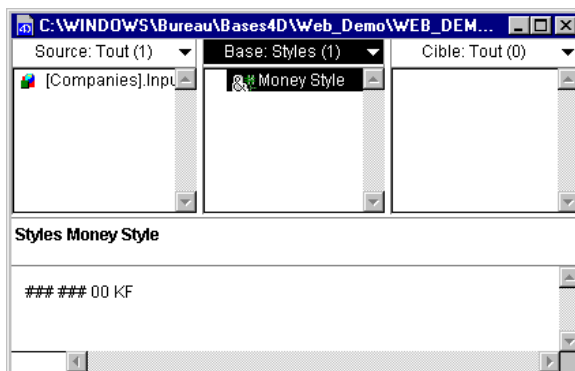 C:\WINDOWS\Bureau\Bases4D\Web_Demo\WEB_DEM...
Source: Tout (1)
Base: Styles (1)
Cible: Tout (0)
[Companies].Inpu
Money Style
Styles Money Style
### ### 00 KF